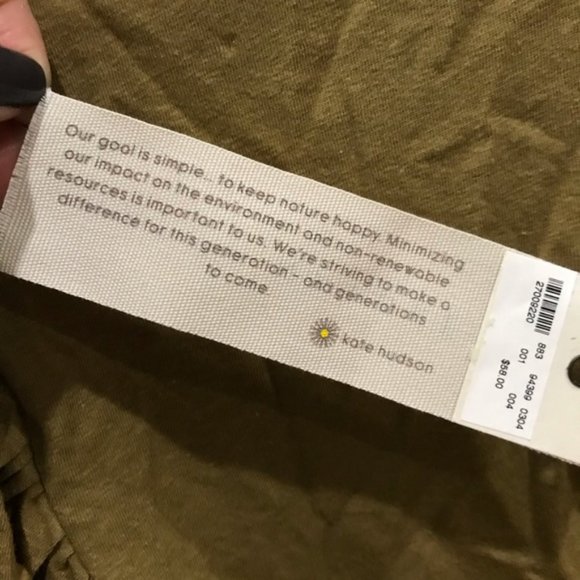 Our goal is simple.. to keep nature happy. Minimizing
our impact on the environment and non-renewable
resources is important to us. We're striving to make a
difference for this generation - and generations
to come
kate hudson
27009220
883 94399 0304
001 004
$58.00